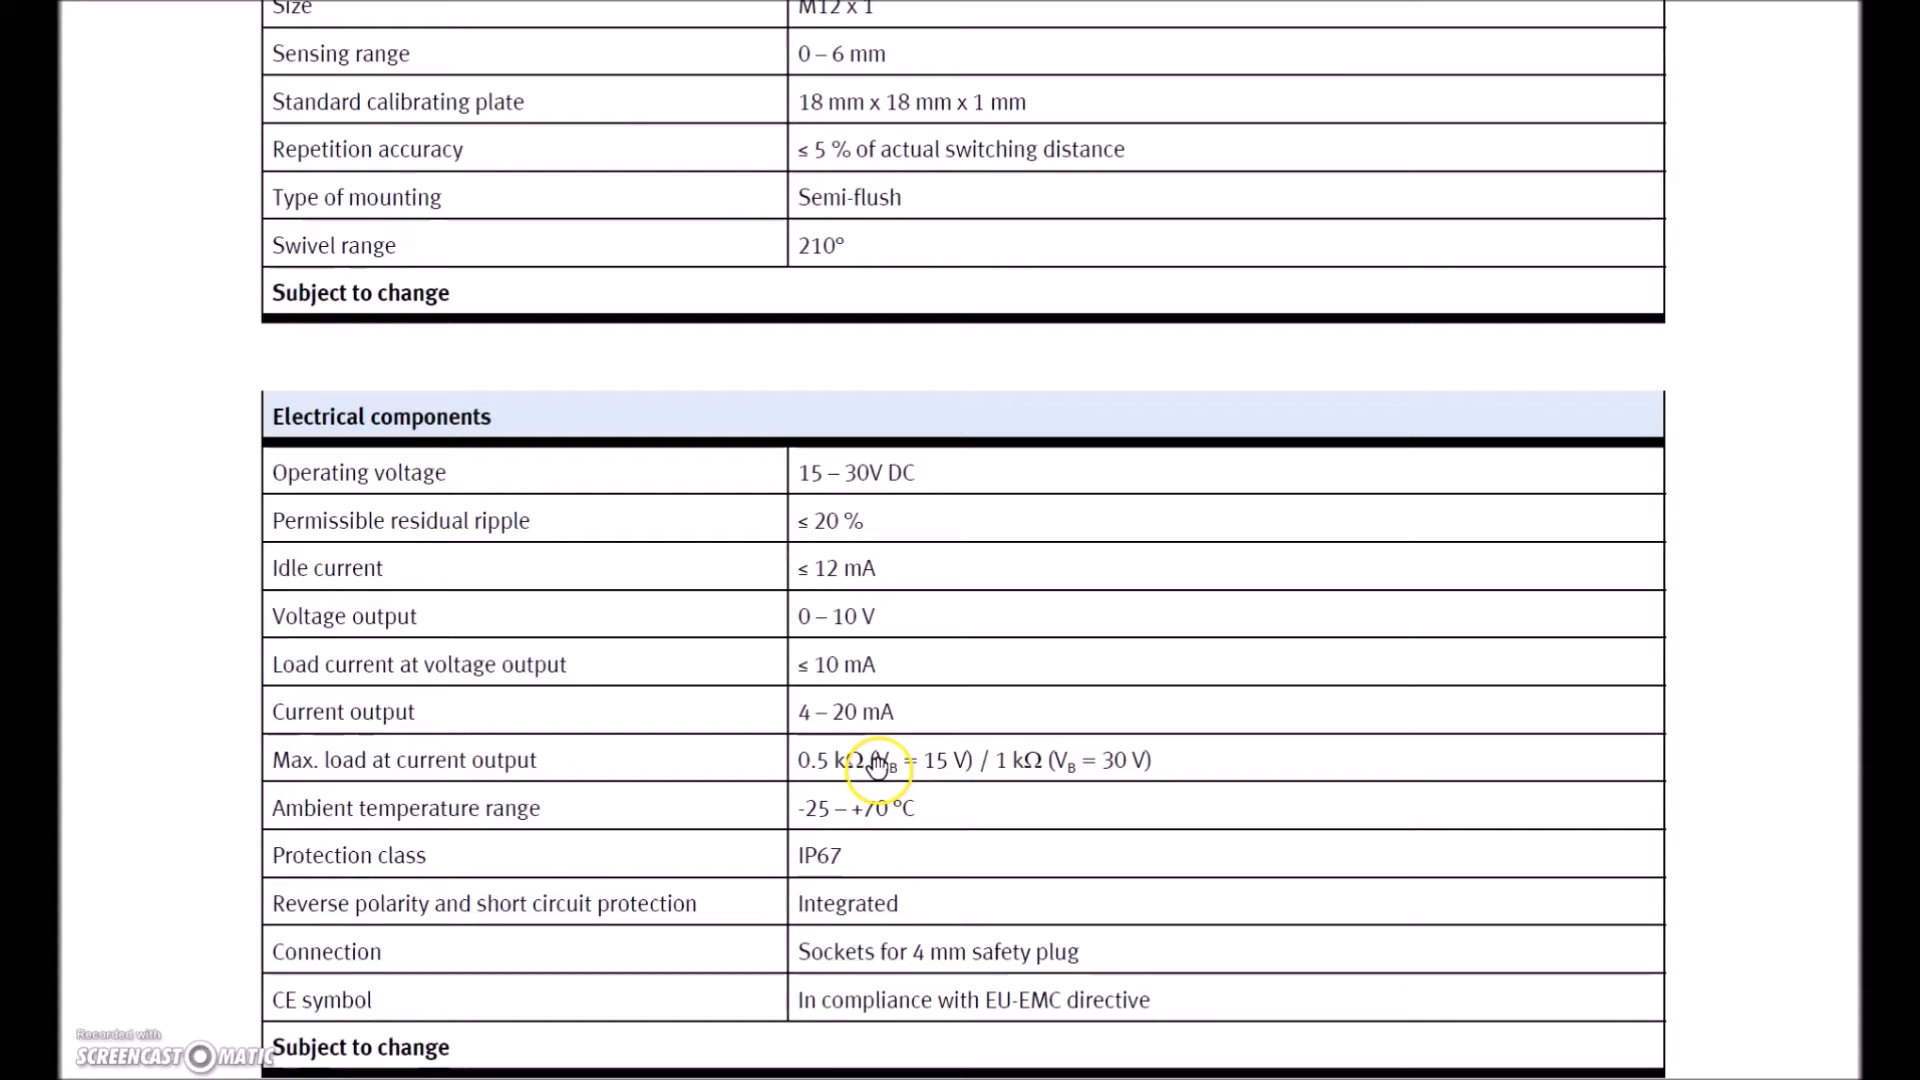 Size M12 x 1
Sensing range 0 – 6 mm
Standard calibrating plate 18 mm x 18 mm x 1 mm
Repetition accuracy ≤ 5 % of actual switching distance
Type of mounting Semi-flush
Swivel range 210°
Subject to change
Electrical components
Operating voltage 15 – 30V DC
Permissible residual ripple ≤ 20 %
Idle current ≤ 12 mA
Voltage output 0 – 10 V
Load current at voltage output ≤ 10 mA
Current output 4 – 20 mA
Max. load at current output 0.5 kΩ (VB = 15 V) / 1 kΩ (VB = 30 V)
Ambient temperature range -25 – +70 °C
Protection class IP67
Reverse polarity and short circuit protection Integrated
Connection Sockets for 4 mm safety plug
CE symbol In compliance with EU-EMC directive
Recorded with
SCREENCAST MATIC
Subject to change